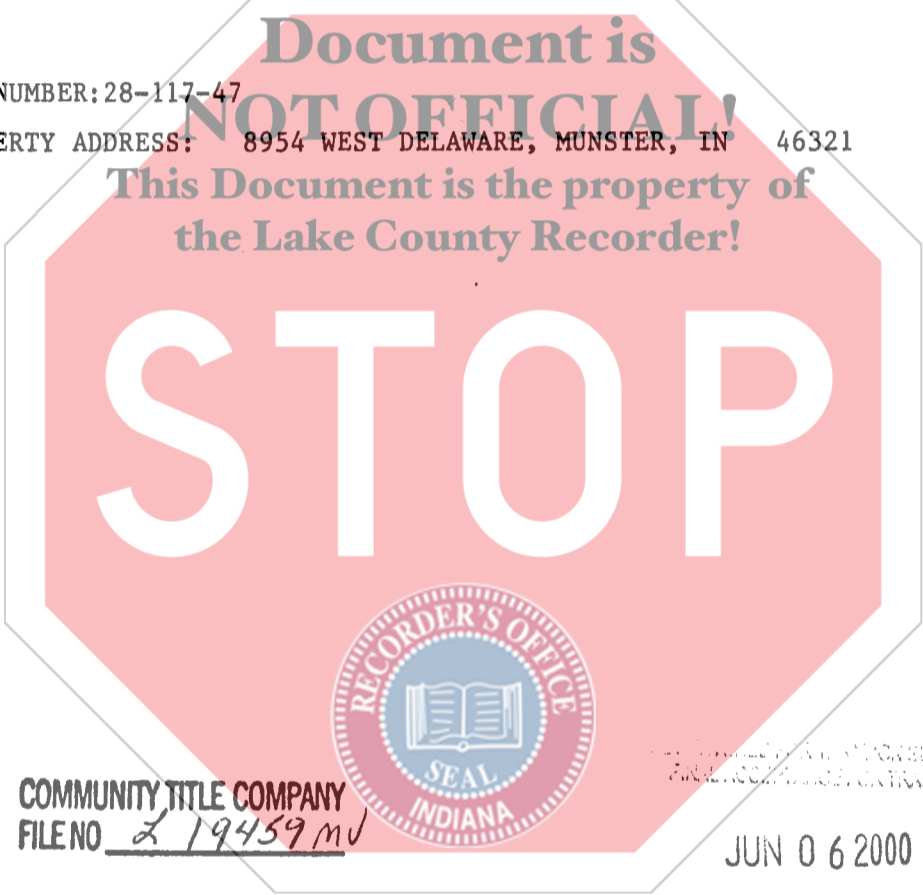 Document is
NUMBER:28-117-47
NOT OFFICIAL!
ERTY ADDRESS: 8954 WEST DELAWARE, MUNSTER, IN 46321
This Document is the property of
the Lake County Recorder!
STOP
RECORDER'S OFFICE
SEAL
INDIANA
COMMUNITY TITLE COMPANY
FILE NO L 19459 MJ
JUN 06 2000